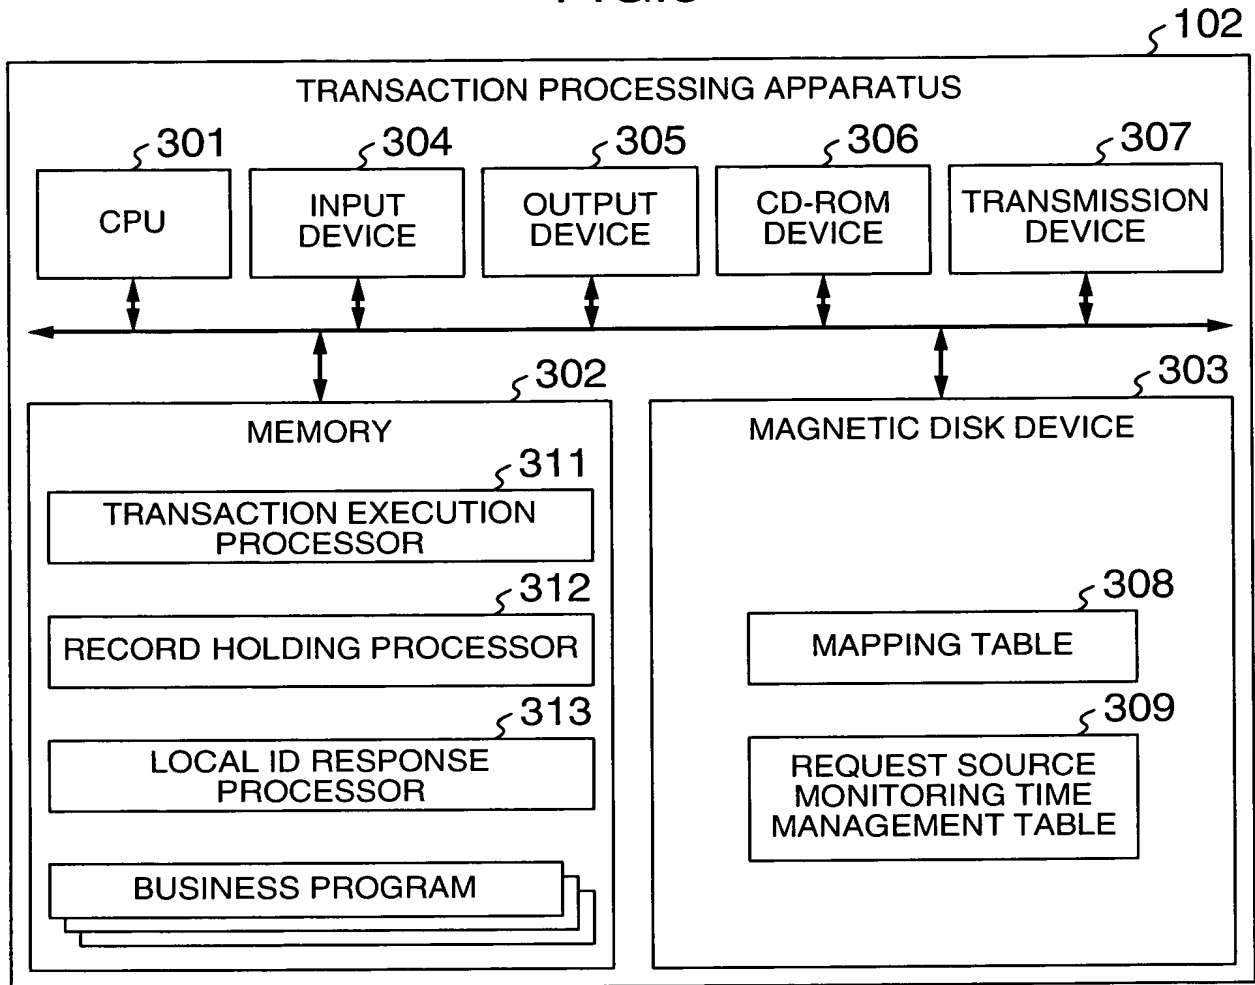 102
TRANSACTION PROCESSING APPARATUS
301
304
305
306
307
CPU
INPUT
DEVICE
OUTPUT
DEVICE
CD-ROM
DEVICE
TRANSMISSION
DEVICE
302
303
MEMORY
311
TRANSACTION EXECUTION
PROCESSOR
312
RECORD HOLDING PROCESSOR
313
LOCAL ID RESPONSE
PROCESSOR
BUSINESS PROGRAM
MAGNETIC DISK DEVICE
308
MAPPING TABLE
309
REQUEST SOURCE
MONITORING TIME
MANAGEMENT TABLE